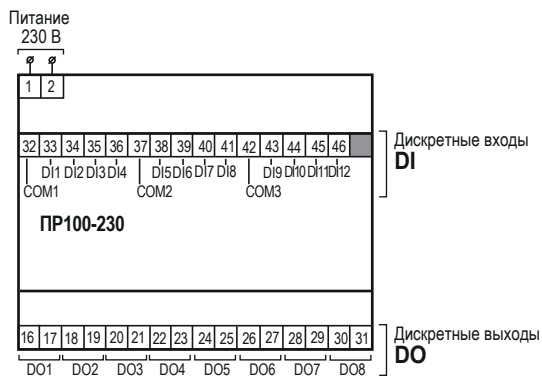 Питание
230 В
1 2
32 33 34 35 36 37 38 39 40 41 42 43 44 45 46
Дискретные входы
DI
DI1 DI2 DI3 DI4 DI5 DI6 DI7 DI8 DI9 DI10 DI11 DI12
COM1 COM2 COM3
ПР100-230
16 17 18 19 20 21 22 23 24 25 26 27 28 29 30 31
Дискретные выходы
DO
DO1 DO2 DO3 DO4 DO5 DO6 DO7 DO8